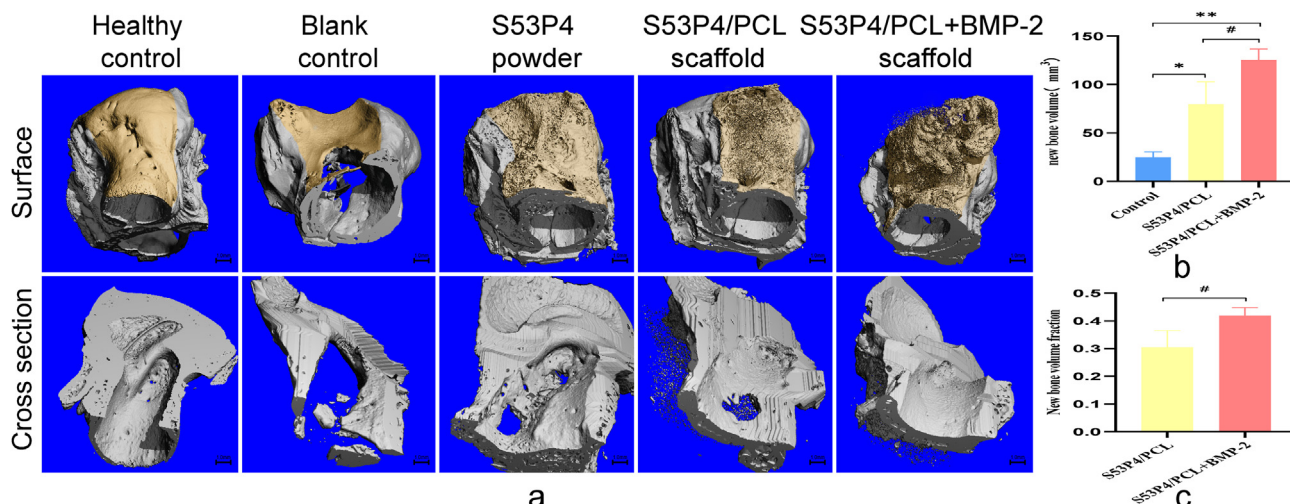 Healthy control
Blank control
S53P4 powder
S53P4/PCL scaffold
S53P4/PCL+BMP-2 scaffold
Surface
Cross section
a
new bone volume( mm³)
150
100
50
0
**
#
*
Control
S53P4/PCL
S53P4/PCL+BMP-2
b
New bone volume fraction
0.5
0.4
0.3
0.2
0.1
0.0
#
S53P4/PCL
S53P4/PCL+BMP-2
c